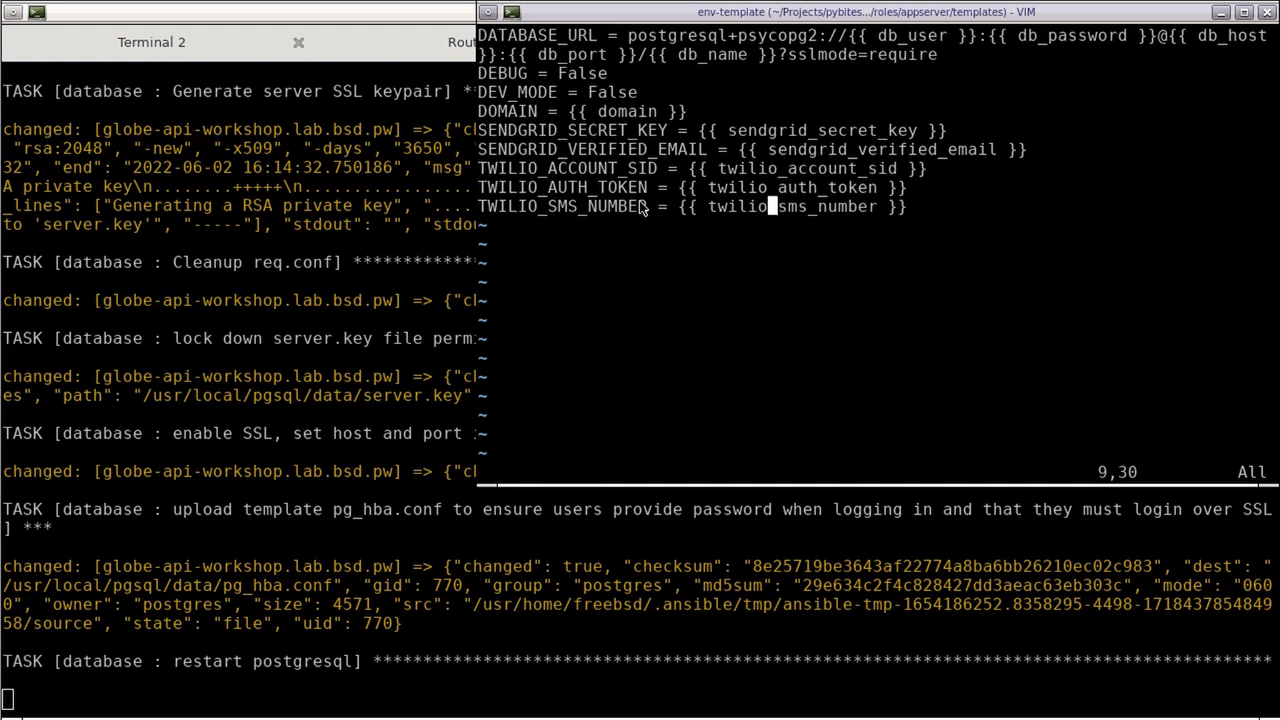 env-template (~/Projects/pybites.../roles/appserver/templates) - VIM
Terminal 2
Rou
DATABASE_URL = postgresql+psycopg2://{{ db_user }}:{{ db_password }}@{{ db_host
}}:{{ db_port }}/{{ db_name }}?sslmode=require
DEBUG = False
DEV_MODE = False
DOMAIN = {{ domain }}
SENDGRID_SECRET_KEY = {{ sendgrid_secret_key }}
SENDGRID_VERIFIED_EMAIL = {{ sendgrid_verified_email }}
TWILIO_ACCOUNT_SID = {{ twilio_account_sid }}
TWILIO_AUTH_TOKEN = {{ twilio_auth_token }}
TWILIO_SMS_NUMBER = {{ twilio_sms_number }}
~
~
~
~
~
~
~
~
~
~
~
~
~
9,30 All
TASK [database : Generate server SSL keypair] *
changed: [globe-api-workshop.lab.bsd.pw] => {"c
"rsa:2048", "-new", "-x509", "-days", "3650", 
32", "end": "2022-06-02 16:14:32.750186", "msg"
A private key\n........+++++\n.................
_lines": ["Generating a RSA private key", "....
to 'server.key'", "-----"], "stdout": "", "stdo
TASK [database : Cleanup req.conf] ************
changed: [globe-api-workshop.lab.bsd.pw] => {"c
TASK [database : lock down server.key file perm
changed: [globe-api-workshop.lab.bsd.pw] => {"c
es", "path": "/usr/local/pgsql/data/server.key"
TASK [database : enable SSL, set host and port
changed: [globe-api-workshop.lab.bsd.pw] => {"c
TASK [database : upload template pg_hba.conf to ensure users provide password when logging in and that they must login over SSL
] ***
changed: [globe-api-workshop.lab.bsd.pw] => {"changed": true, "checksum": "8e25719be3643af22774a8ba6bb26210ec02c983", "dest": "
/usr/local/pgsql/data/pg_hba.conf", "gid": 770, "group": "postgres", "md5sum": "29e634c2f4c828427dd3aeac63eb303c", "mode": "060
0", "owner": "postgres", "size": 4571, "src": "/usr/home/freebsd/.ansible/tmp/ansible-tmp-1654186252.8358295-4498-1718437854849
58/source", "state": "file", "uid": 770}
TASK [database : restart postgresql] ******************************************************************************************